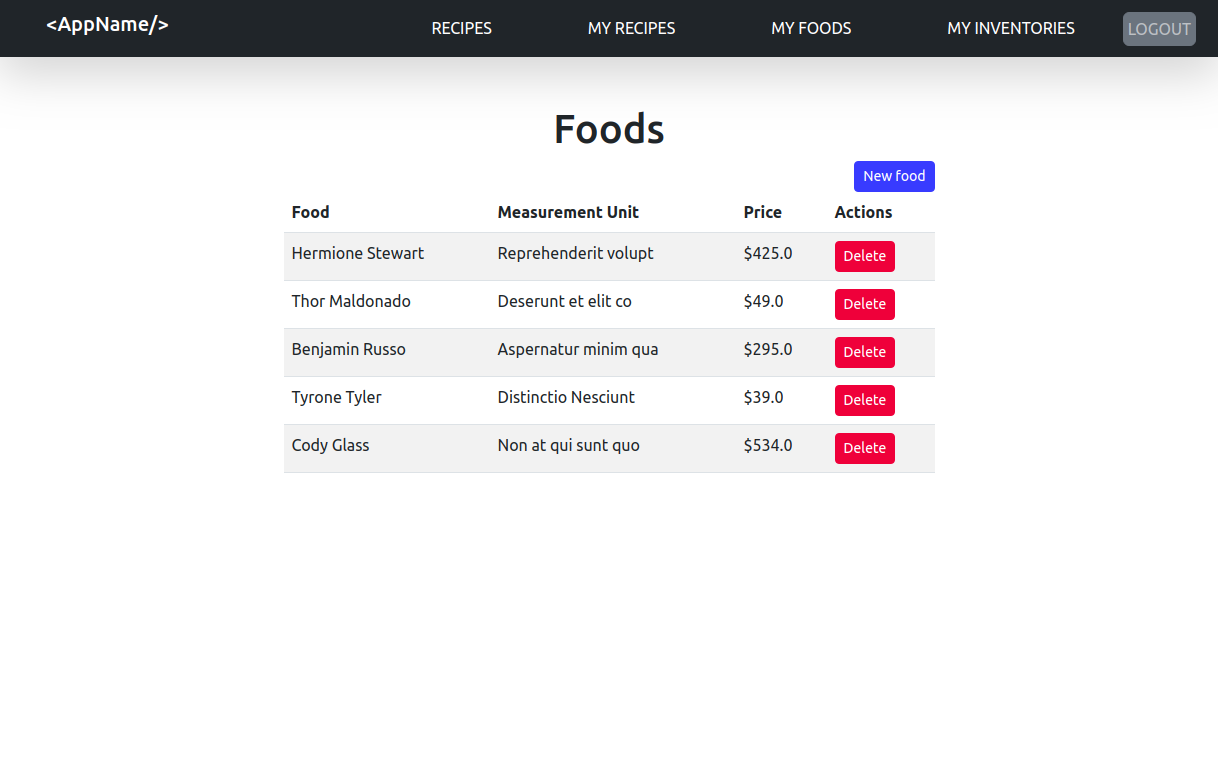 <AppName/> RECIPES MY RECIPES MY FOODS MY INVENTORIES LOGOUT
Foods
New food
Food Measurement Unit Price Actions
Hermione Stewart Reprehenderit volupt $425.0 Delete
Thor Maldonado Deserunt et elit co $49.0 Delete
Benjamin Russo Aspernatur minim qua $295.0 Delete
Tyrone Tyler Distinctio Nesciunt $39.0 Delete
Cody Glass Non at qui sunt quo $534.0 Delete